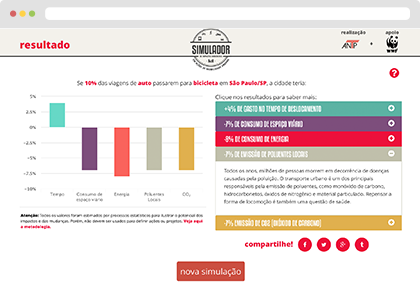 resultado
SIMULADOR
realização
ANTP
apoio
WWF
Se 10% das viagens de auto passarem para bicicleta em São Paulo/SP, a cidade teria:
5%
2,5%
0%
-2,5%
-5%
-7,5%
-10%
Tempo
Consumo de
espaço viário
Energia
Poluentes
Locais
CO₂
Atenção: Todos os valores foram estimados por processos estatísticos para ilustrar o potencial dos
impactos e das mudanças. Porém, não devem ser usados para definir ações ou projetos. Veja aqui
a metodologia.
Clique nos resultados para saber mais:
+4% DE GASTO NO TEMPO DE DESLOCAMENTO
-7% DE CONSUMO DE ESPAÇO VIÁRIO
-8% DE CONSUMO DE ENERGIA
-7% DE EMISSÃO DE POLUENTES LOCAIS
Todos os anos, milhões de pessoas morrem em decorrência de doenças
causadas pela poluição. O transporte urbano é um dos principais
responsáveis pela emissão de poluentes, como monóxido de carbono,
hidrocarbonetos, óxidos de nitrogênio e material particulado. Repensar a
forma de locomoção é também uma questão de saúde.
-7% DE EMISSÃO DE CO2 (DIÓXIDO DE CARBONO)
compartilhe!
nova simulação